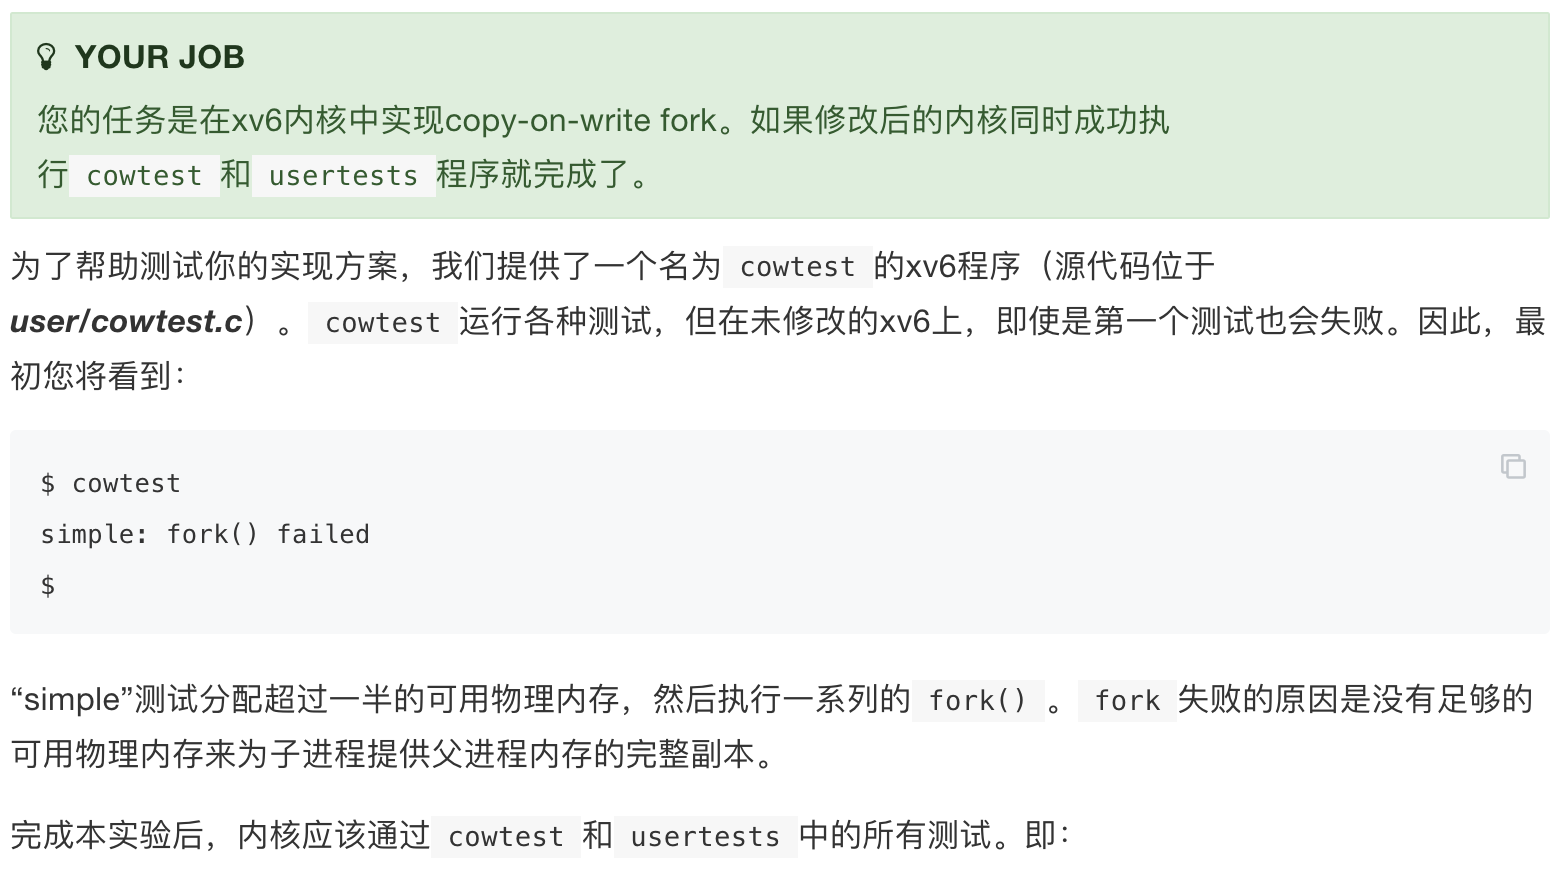 YOUR JOB
您的任务是在xv6内核中实现copy-on-write fork。如果修改后的内核同时成功执
行 cowtest 和 usertests 程序就完成了。
为了帮助测试你的实现方案，我们提供了一个名为 cowtest 的xv6程序（源代码位于
user/cowtest.c）。 cowtest 运行各种测试，但在未修改的xv6上，即使是第一个测试也会失败。因此，最
初您将看到：
$ cowtest
simple: fork() failed
$
“simple”测试分配超过一半的可用物理内存，然后执行一系列的 fork() 。 fork 失败的原因是没有足够的
可用物理内存来为子进程提供父进程内存的完整副本。
完成本实验后，内核应该通过 cowtest 和 usertests 中的所有测试。即：